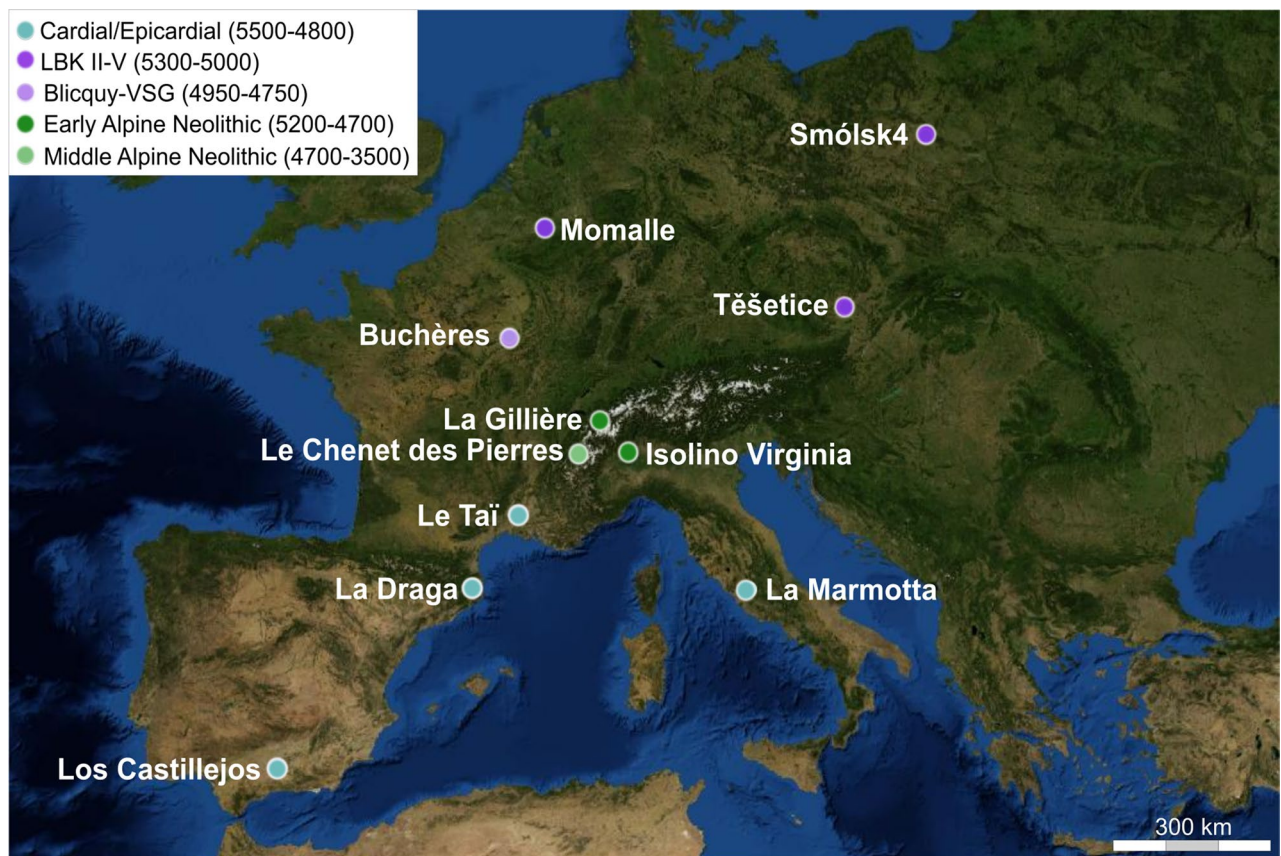 Cardial/Epicardial (5500-4800)
LBK II-V (5300-5000)
Blicquy-VSG (4950-4750)
Early Alpine Neolithic (5200-4700)
Middle Alpine Neolithic (4700-3500)
Smólsk4
Momalle
Těšetice
Buchères
La Gillière
Le Chenet des Pierres
Isolino Virginia
Le Taï
La Draga
La Marmotta
Los Castillejos
300 km